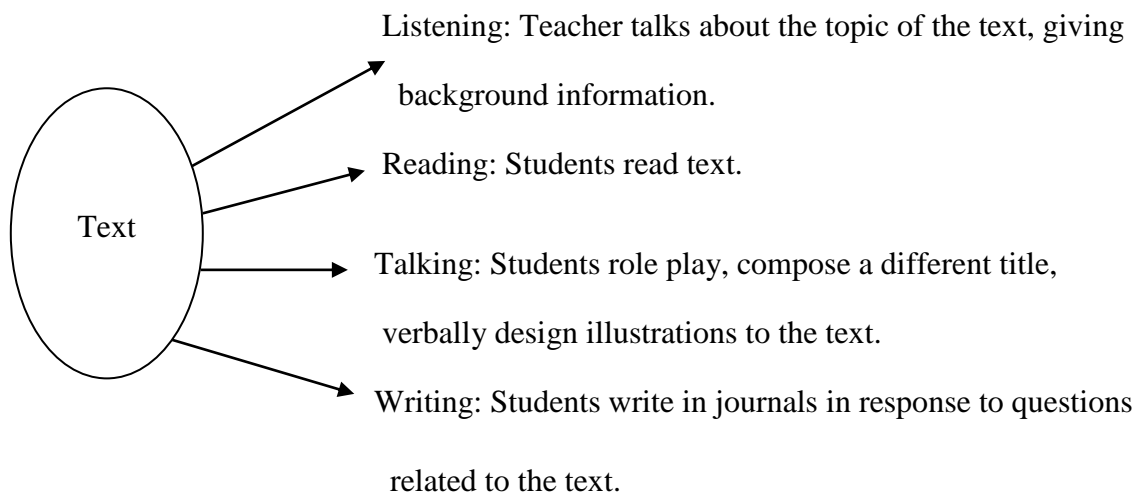 Listening: Teacher talks about the topic of the text, giving
background information.
Reading: Students read text.
Text
Talking: Students role play, compose a different title,
verbally design illustrations to the text.
Writing: Students write in journals in response to questions
related to the text.